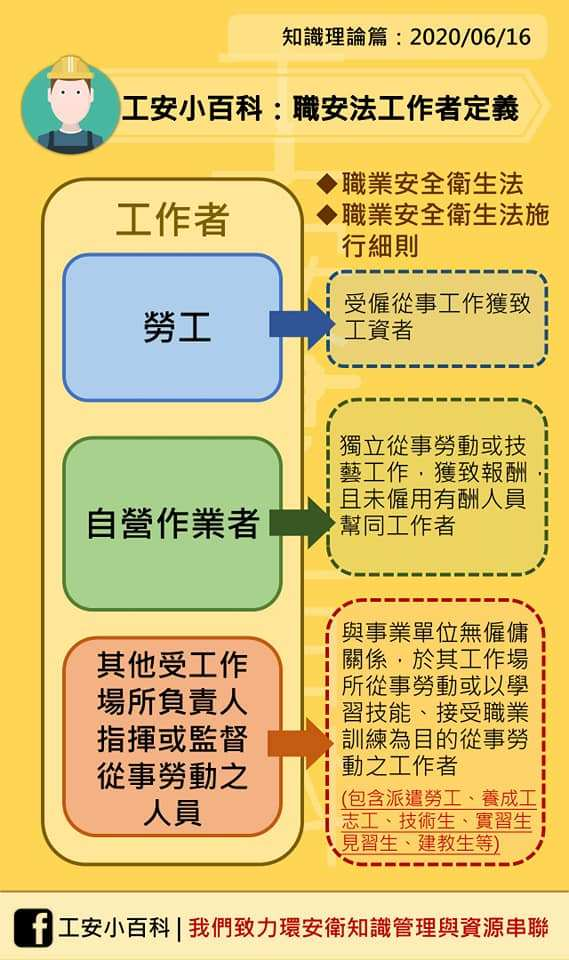 知識理論篇：2020/06/16
工安小百科：職安法工作者定義
工作者
◆職業安全衛生法
◆職業安全衛生法施
行細則
勞工
受僱從事工作獲致
工資者
自營作業者
獨立從事勞動或技
藝工作，獲致報酬，
且未僱用有酬人員
幫同工作者
其他受工作
場所負責人
指揮或監督
從事勞動之
人員
與事業單位無僱傭
關係，於其工作場
所從事勞動或以學
習技能、接受職業
訓練為目的從事勞
動之工作者
(包含派遣勞工、養成工
志工、技術生、實習生
見習生、建教生等)
工安小百科|我們致力環安衛知識管理與資源串聯